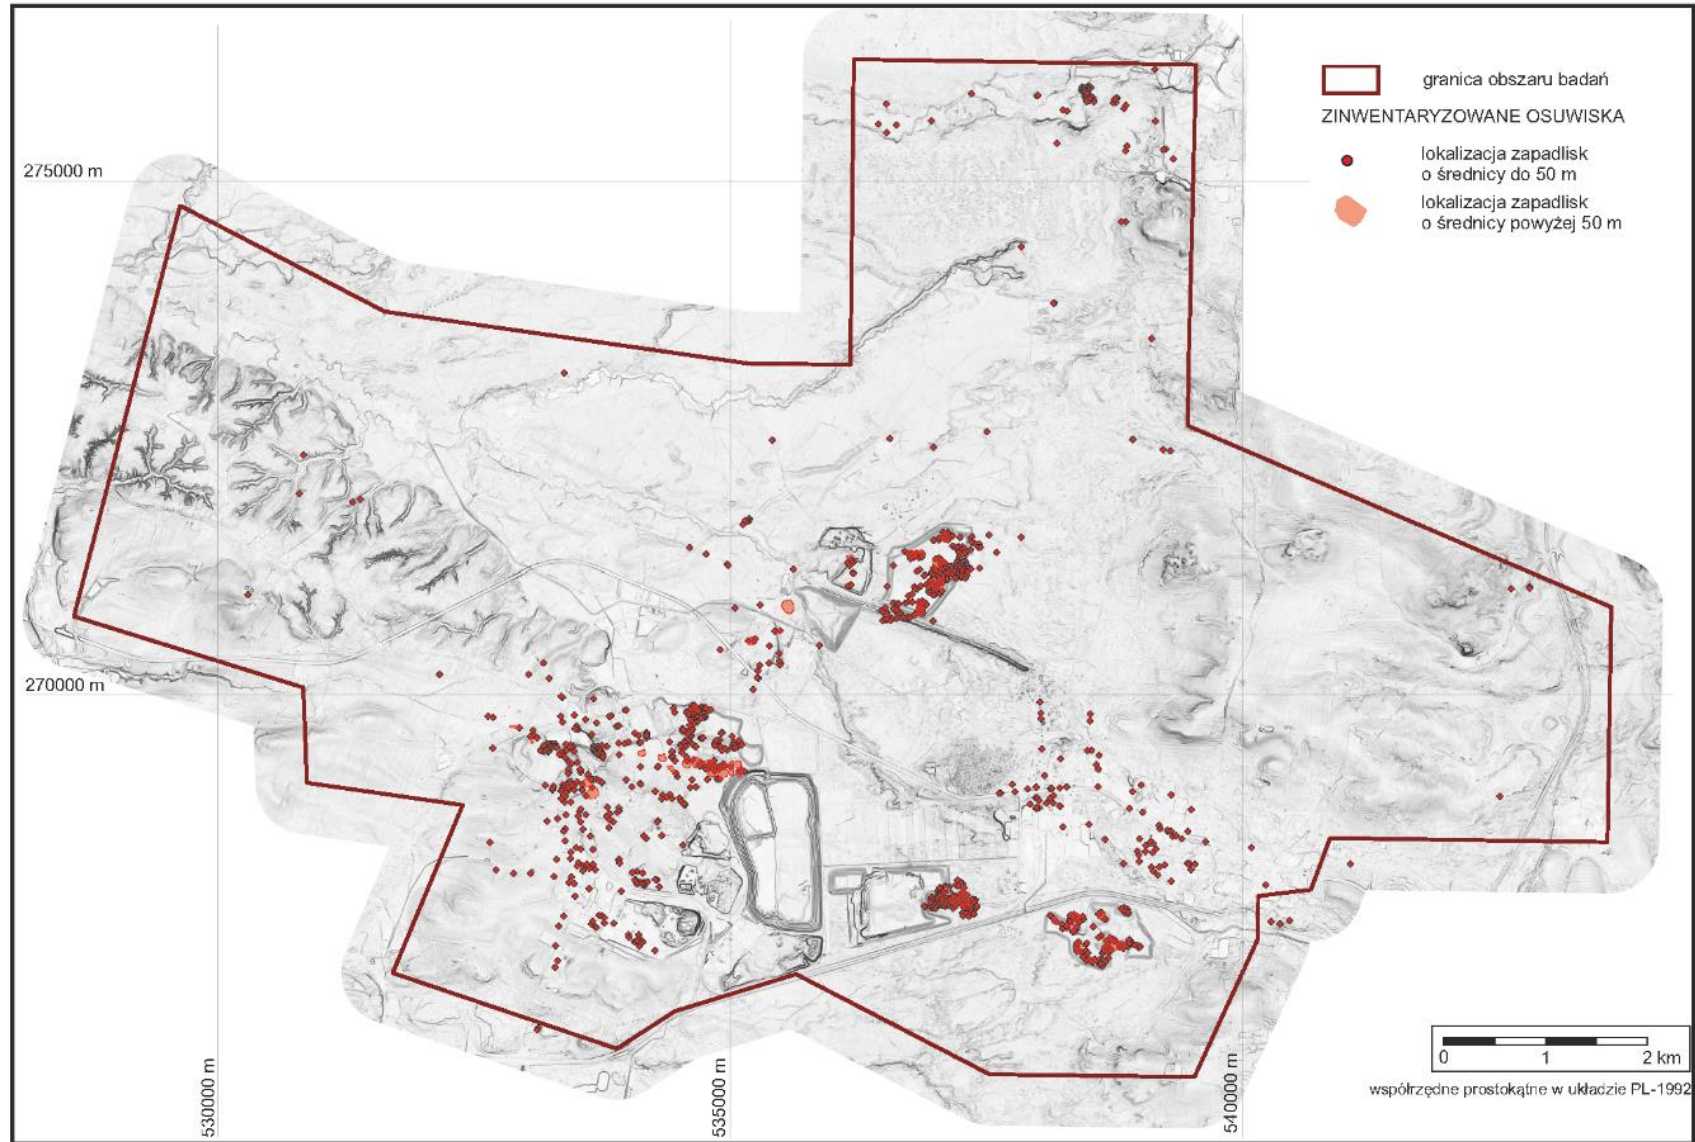 granica obszaru badań
ZINWENTARYZOWANE OSUWISKA
lokalizacja zapadlisk
o średnicy do 50 m
lokalizacja zapadlisk
o średnicy powyżej 50 m
275000 m
270000 m
530000 m
535000 m
540000 m
0 1 2 km
współrzędne prostokątne w układzie PL-1992